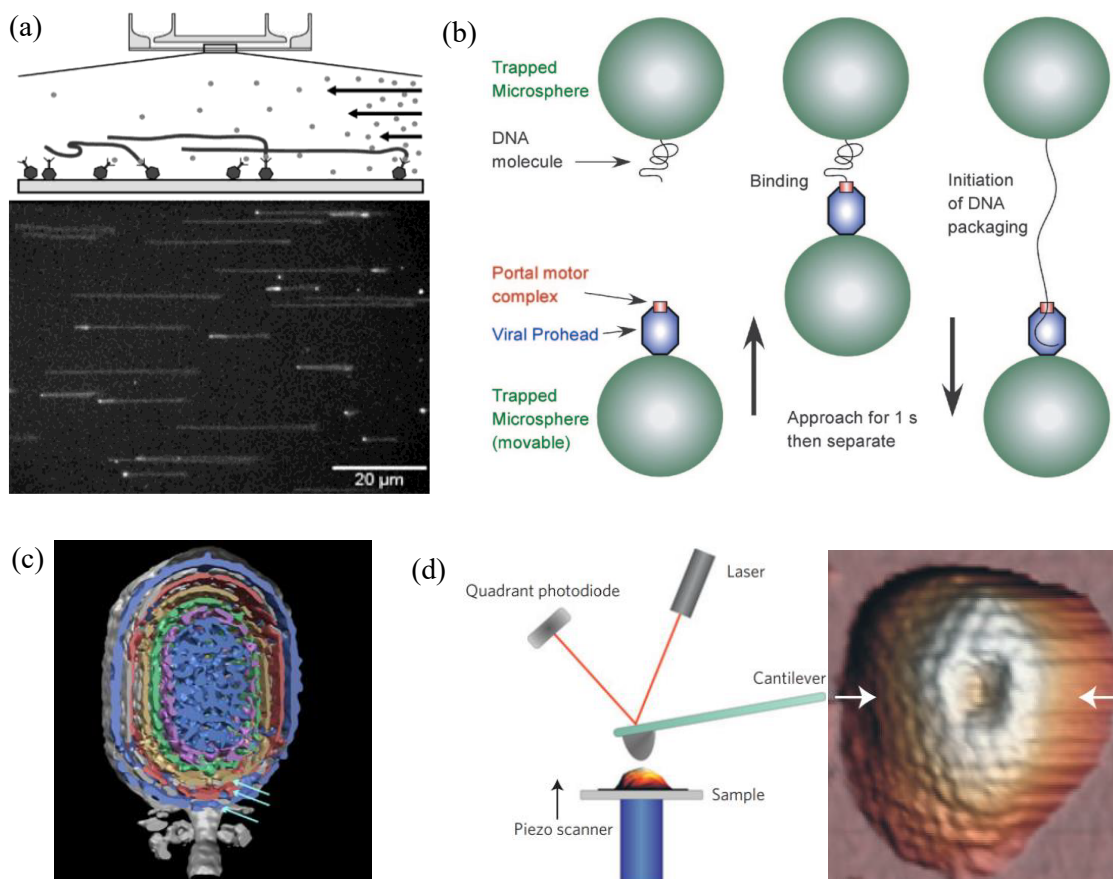 (a)
20 µm
(b)
Trapped
Microsphere
DNA
molecule
Portal motor
complex
Viral Prohead
Trapped
Microsphere
(movable)
Binding
Approach for 1 s
then separate
Initiation
of DNA
packaging
(c)
(d)
Quadrant photodiode
Laser
Cantilever
Sample
Piezo scanner